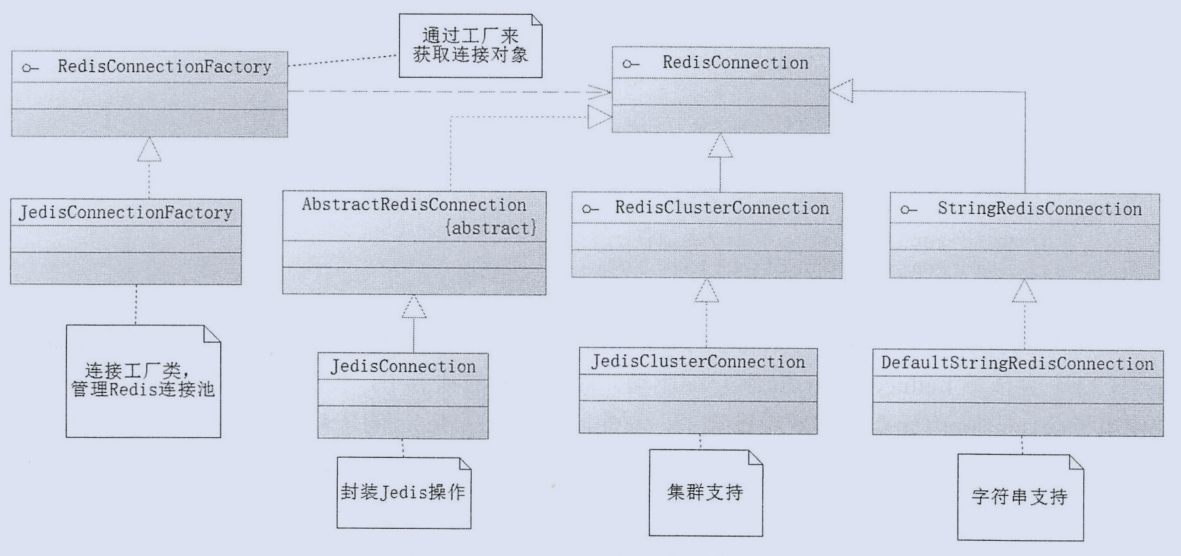 通过工厂来
获取连接对象
RedisConnectionFactory
RedisConnection
JedisConnectionFactory
AbstractRedisConnection
{abstract}
RedisClusterConnection
StringRedisConnection
连接工厂类,
管理Redis连接池
JedisConnection
JedisClusterConnection
DefaultStringRedisConnection
封装Jedis操作
集群支持
字符串支持